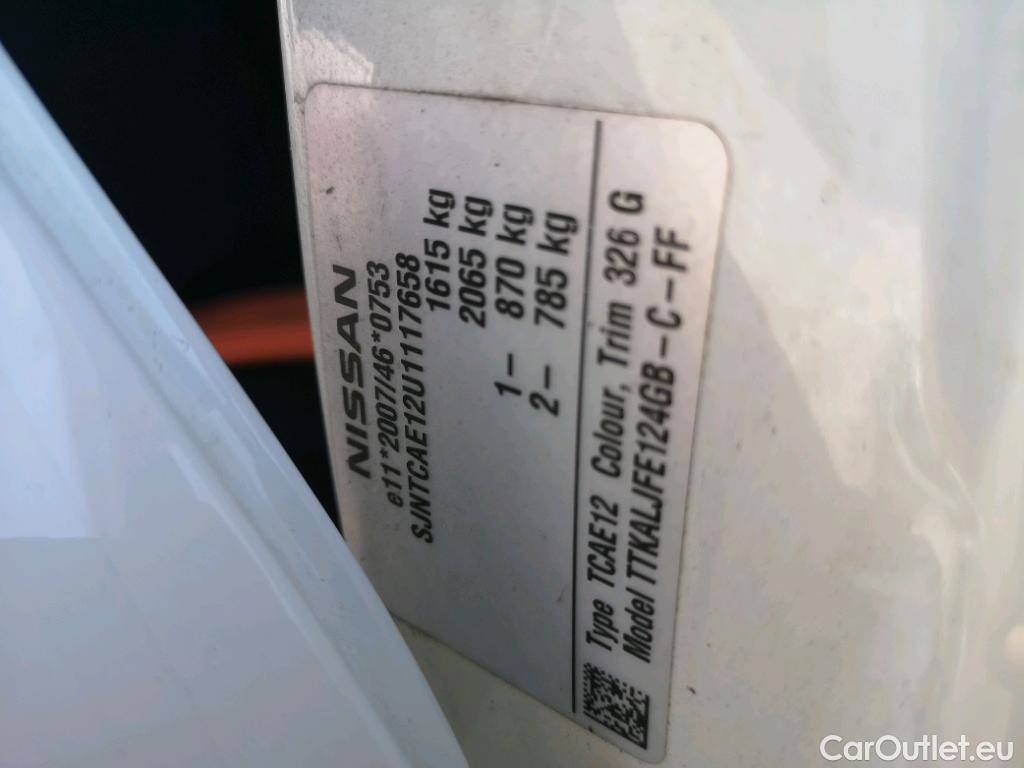 NISSAN
e11*2007/46*0753
SJNTCAE12U1117658
1615 kg
2065 kg
1– 870 kg
2– 785 kg
Type TCAE12 Colour, Trim 326 G
Model TTKALJFE124GB–C–FF
CarOutlet.eu